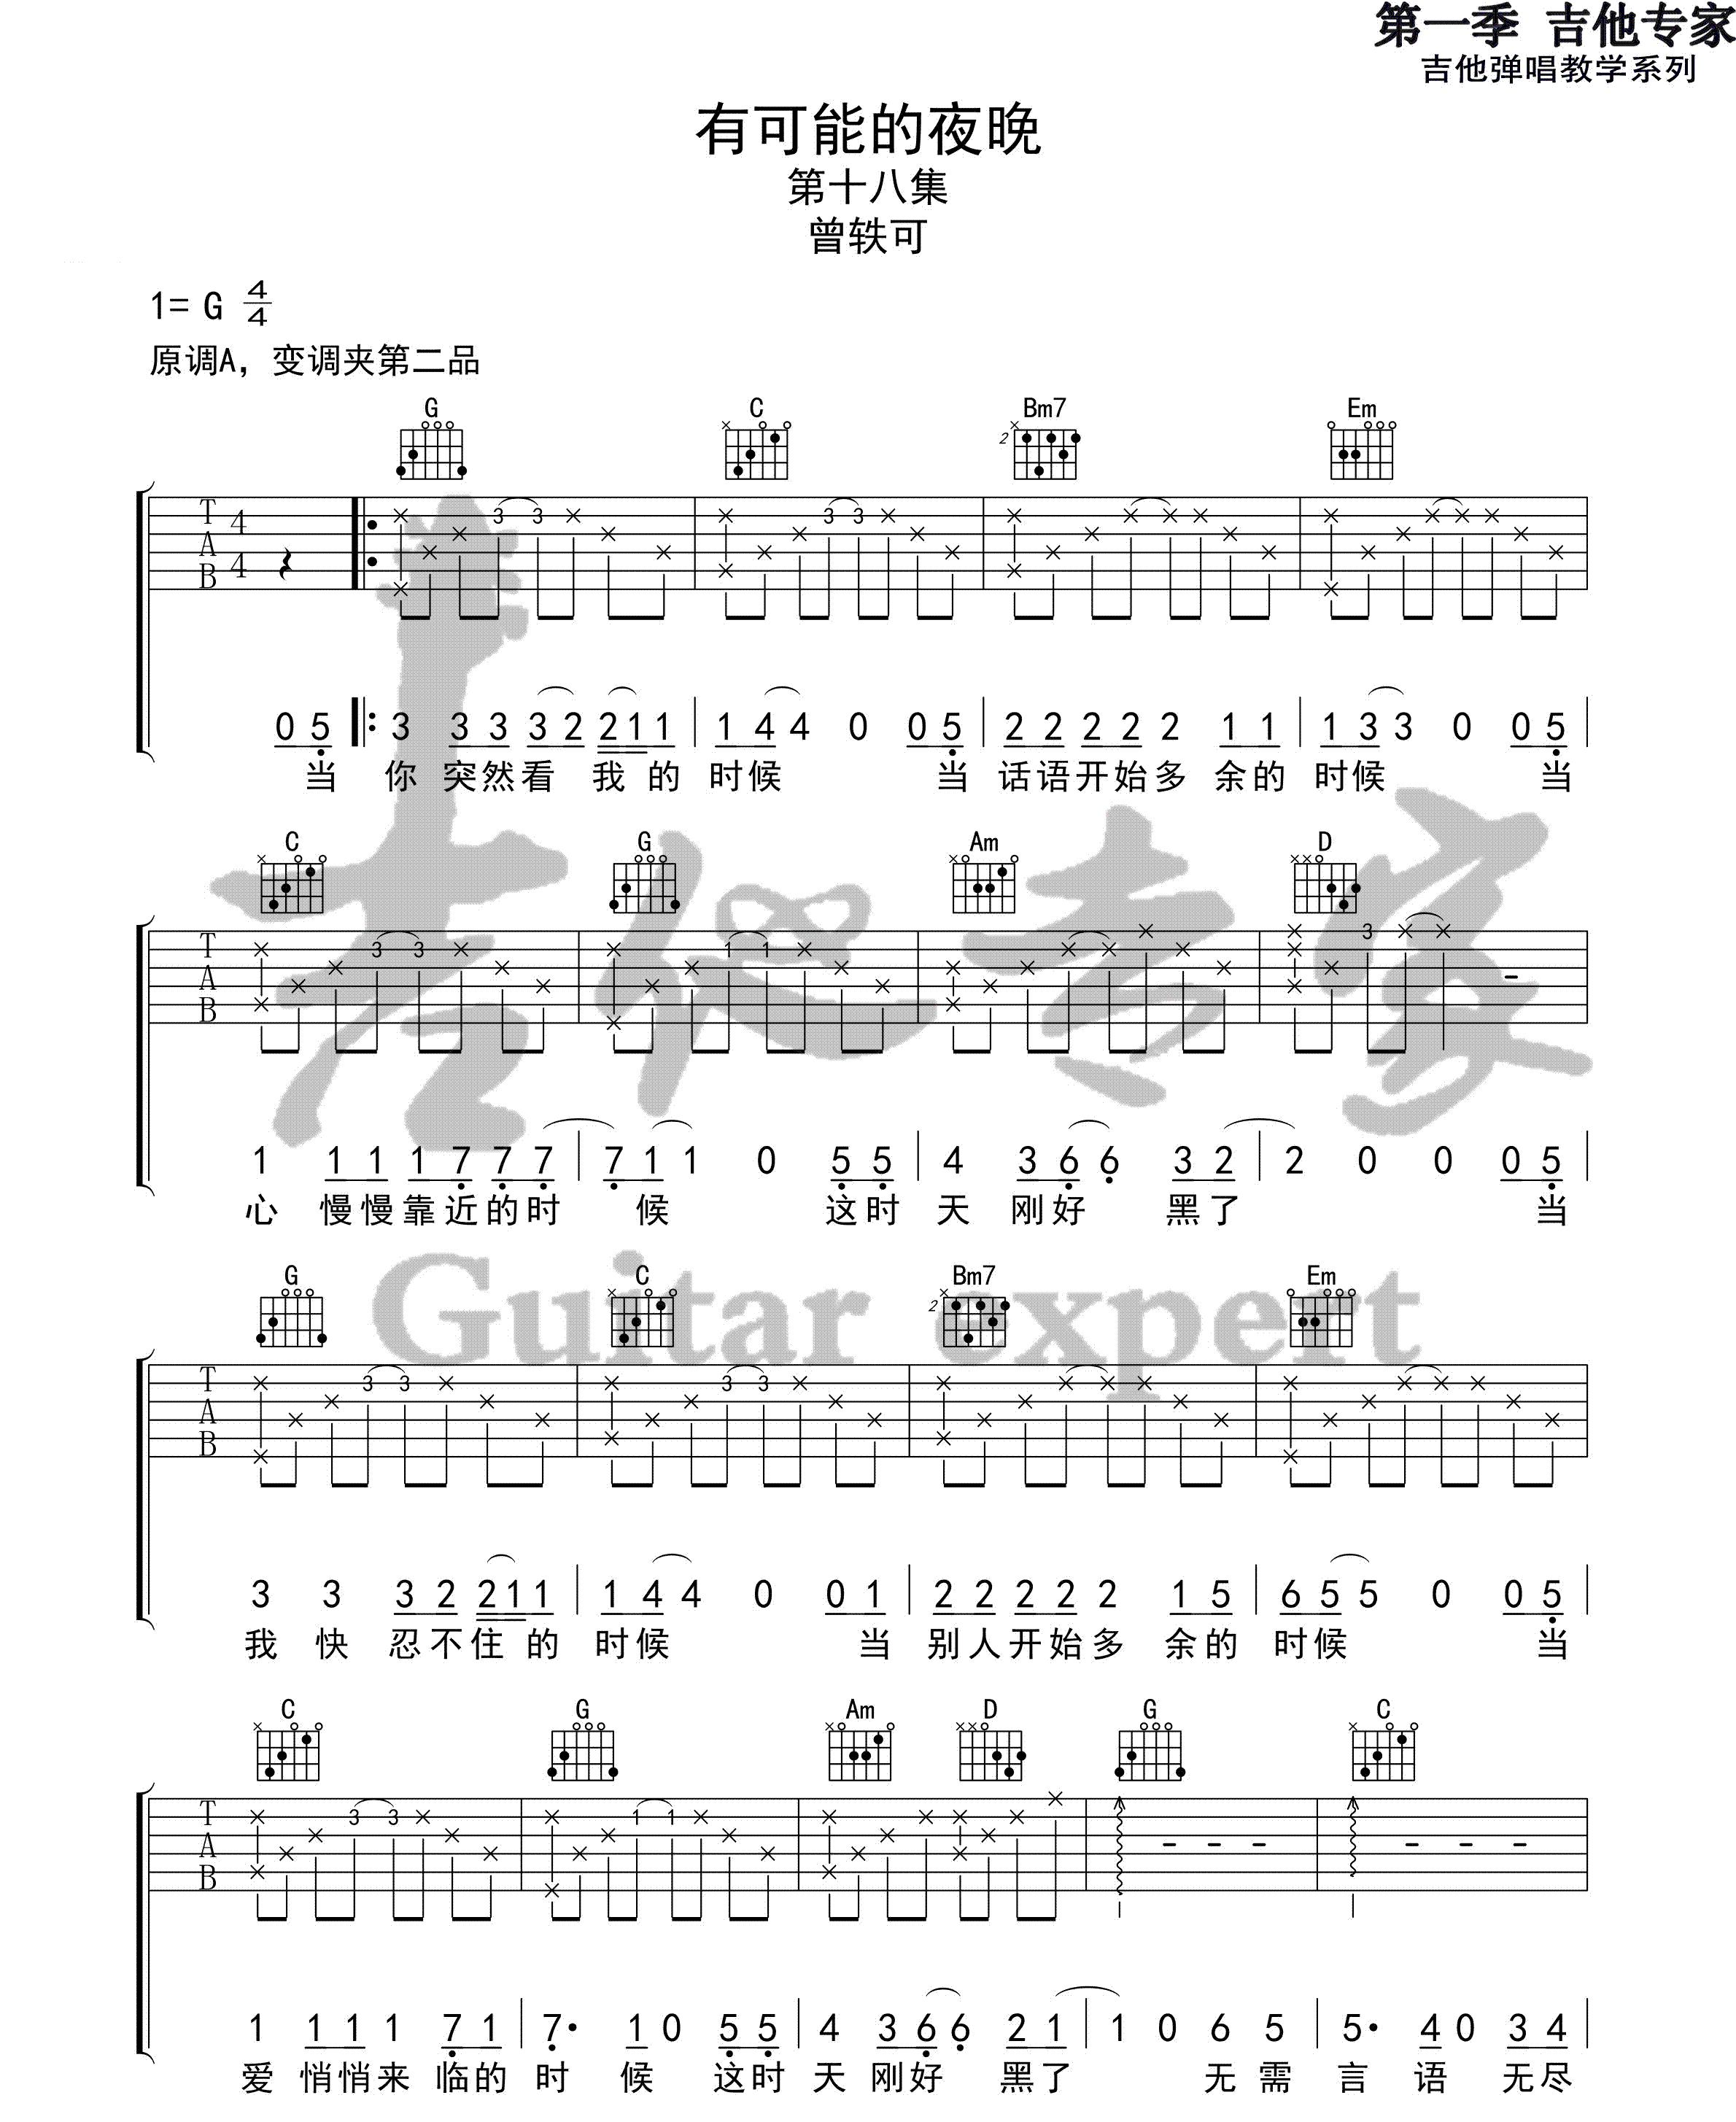 第一季 吉他专家
吉他弹唱教学系列
有可能的夜晚
第十八集
曾轶可
1= G 4/4
原调A，变调夹第二品
G C Bm7 Em
2
T A B 4 4 3 3 3 3
0 5 3 3 3 3 2 2 1 1 1 4 4 0 0 5 2 2 2 2 2 1 1 1 3 3 0 0 5
当 你 突然看 我 的 时候 当 话语开始多 余的 时候 当
C G Am D
T A B 3 3 1 1 3 -
1 1 1 1 7 7 7 7 1 1 0 5 5 4 3 6 6 3 2 2 0 0 0 5
心 慢慢靠近的时 候 这时 天 刚好 黑了 当
G C Bm7 Em
2
T A B 3 3 3 3
3 3 3 2 2 1 1 1 4 4 0 0 1 2 2 2 2 2 1 5 6 5 5 0 0 5
我 快 忍不住 的 时候 当 别人开始多 余的 时候 当
C G Am D G C
T A B 3 3 1 1 - - - - - -
1 1 1 1 7 1 7· 1 0 5 5 4 3 6 6 2 1 1 0 6 5 5· 4 0 3 4
爱 悄悄来 临的 时 候 这时 天 刚好 黑了 无 需 言 语 无尽
吉他专家
Guitar expert